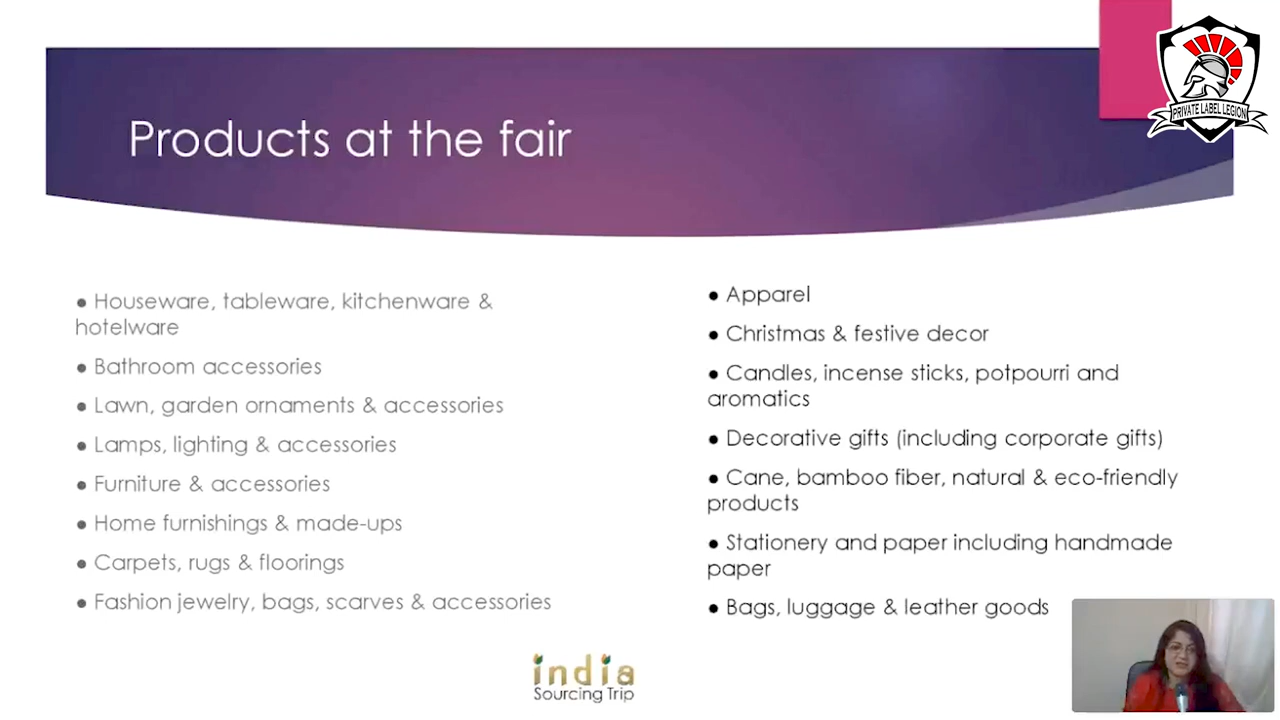 Products at the fair
PRIVATE LABEL LEGION
● Houseware, tableware, kitchenware &
hotelware
● Bathroom accessories
● Lawn, garden ornaments & accessories
● Lamps, lighting & accessories
● Furniture & accessories
● Home furnishings & made-ups
● Carpets, rugs & floorings
● Fashion jewelry, bags, scarves & accessories
● Apparel
● Christmas & festive decor
● Candles, incense sticks, potpourri and
aromatics
● Decorative gifts (including corporate gifts)
● Cane, bamboo fiber, natural & eco-friendly
products
● Stationery and paper including handmade
paper
● Bags, luggage & leather goods
india
Sourcing Trip